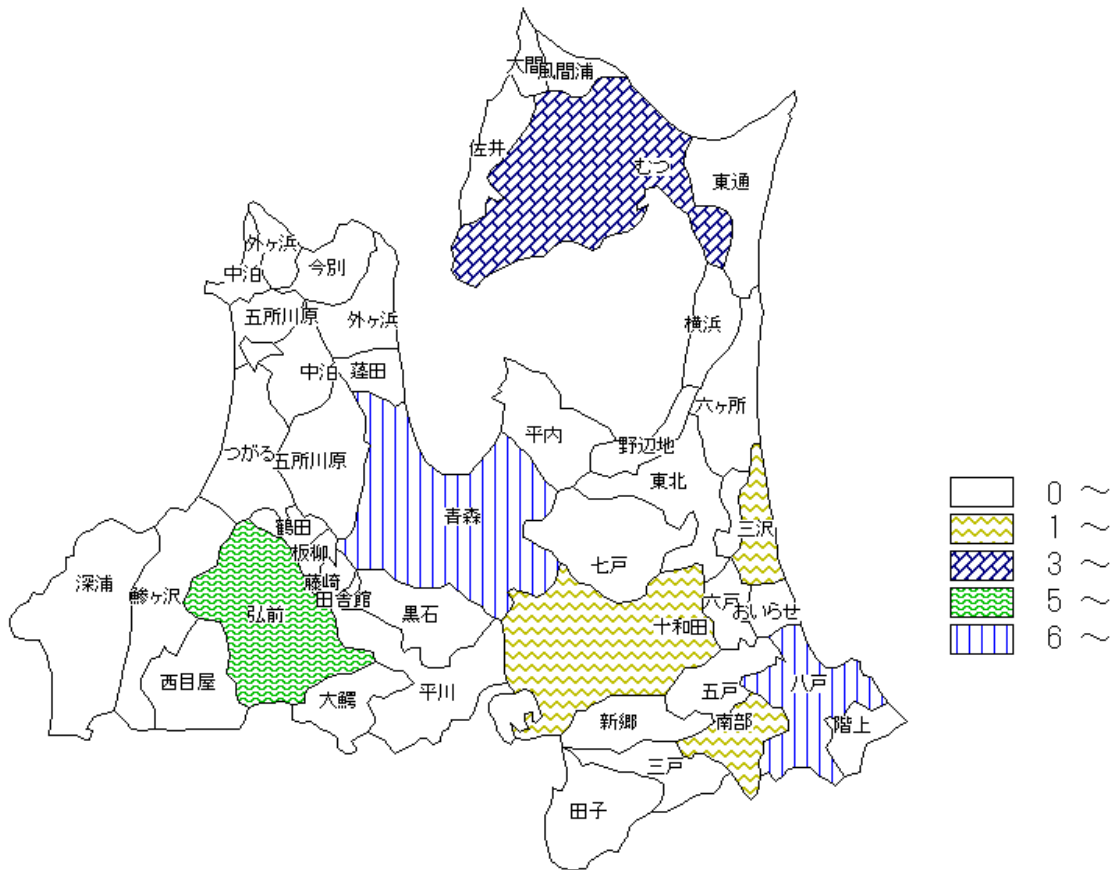 大間
風間浦
佐井
むつ
東通
外ヶ浜
中泊
今別
五所川原
外ヶ浜
横浜
中泊
蓬田
六ヶ所
平内
野辺地
つがる
五所川原
東北
青森
鶴田
三沢
板柳
七戸
深浦
鰺ヶ沢
藤崎
田舎館
弘前
黒石
六戸
おいらせ
十和田
西目屋
大鰐
平川
五戸
八戸
新郷
南部
階上
三戸
田子
0 ~
1 ~
3 ~
5 ~
6 ~